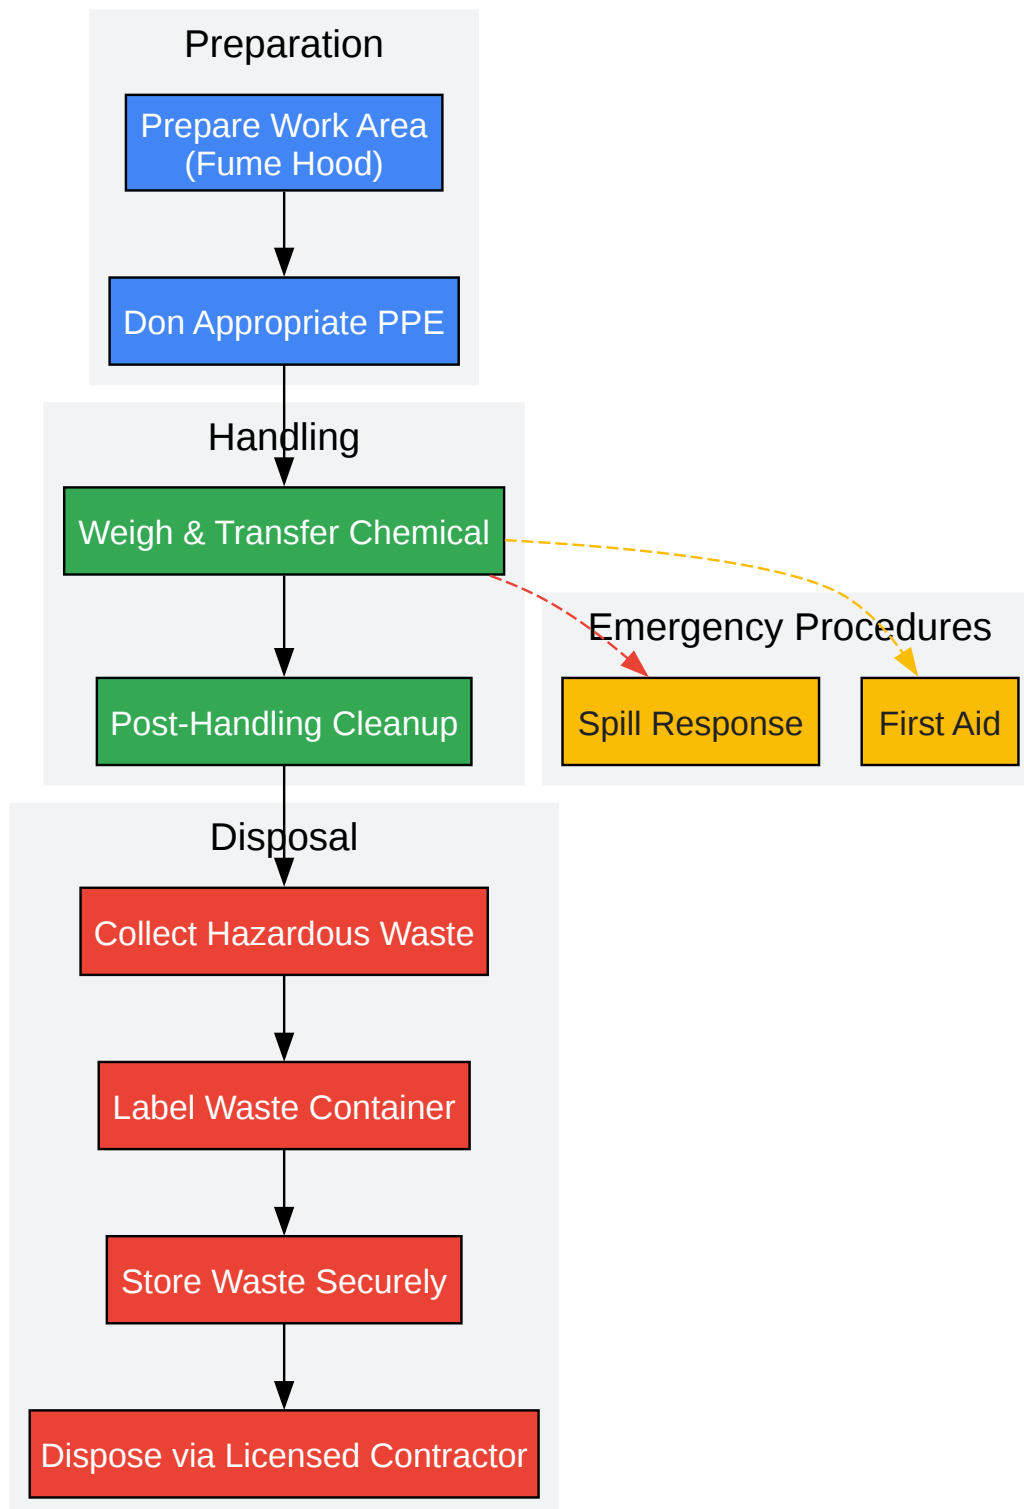 Preparation
Prepare Work Area
(Fume Hood)
Don Appropriate PPE
Handling
Weigh & Transfer Chemical
Post-Handling Cleanup
Emergency Procedures
Spill Response
First Aid
Disposal
Collect Hazardous Waste
Label Waste Container
Store Waste Securely
Dispose via Licensed Contractor